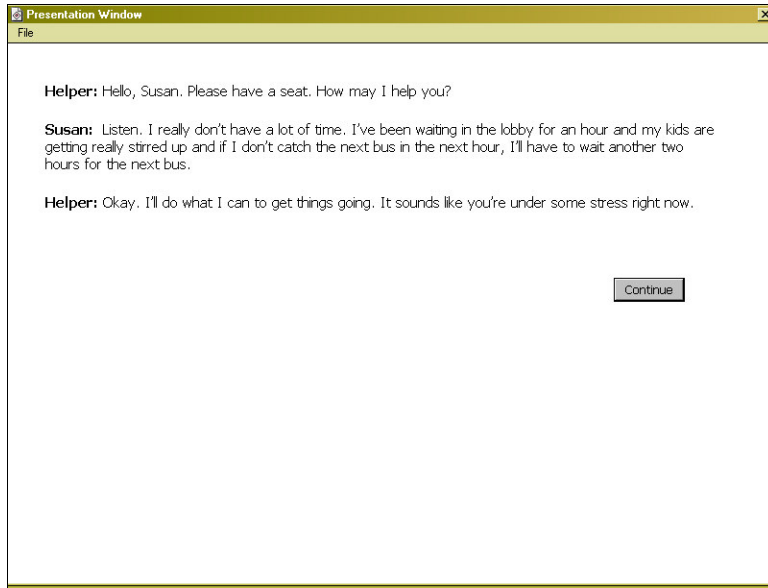 Presentation Window
File
Helper: Hello, Susan. Please have a seat. How may I help you?
Susan: Listen. I really don't have a lot of time. I've been waiting in the lobby for an hour and my kids are
getting really stirred up and if I don't catch the next bus in the next hour, I'll have to wait another two
hours for the next bus.
Helper: Okay. I'll do what I can to get things going. It sounds like you're under some stress right now.
Continue